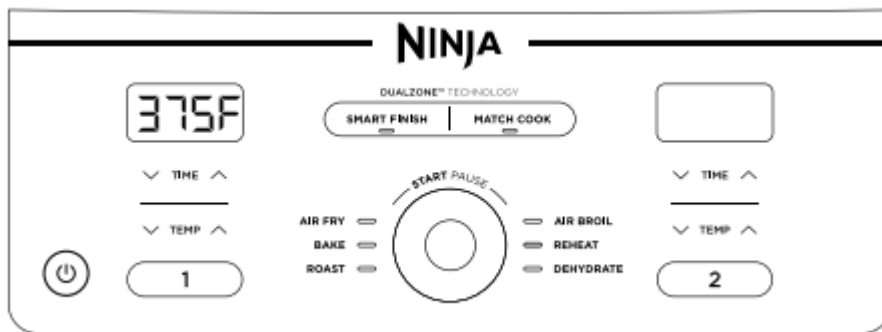 NINJA
DUALZONE™ TECHNOLOGY
375F
SMART FINISH
MATCH COOK
TIME
TIME
START PAUSE
TEMP
TEMP
AIR FRY
AIR BROIL
BAKE
REHEAT
ROAST
DEHYDRATE
1
2